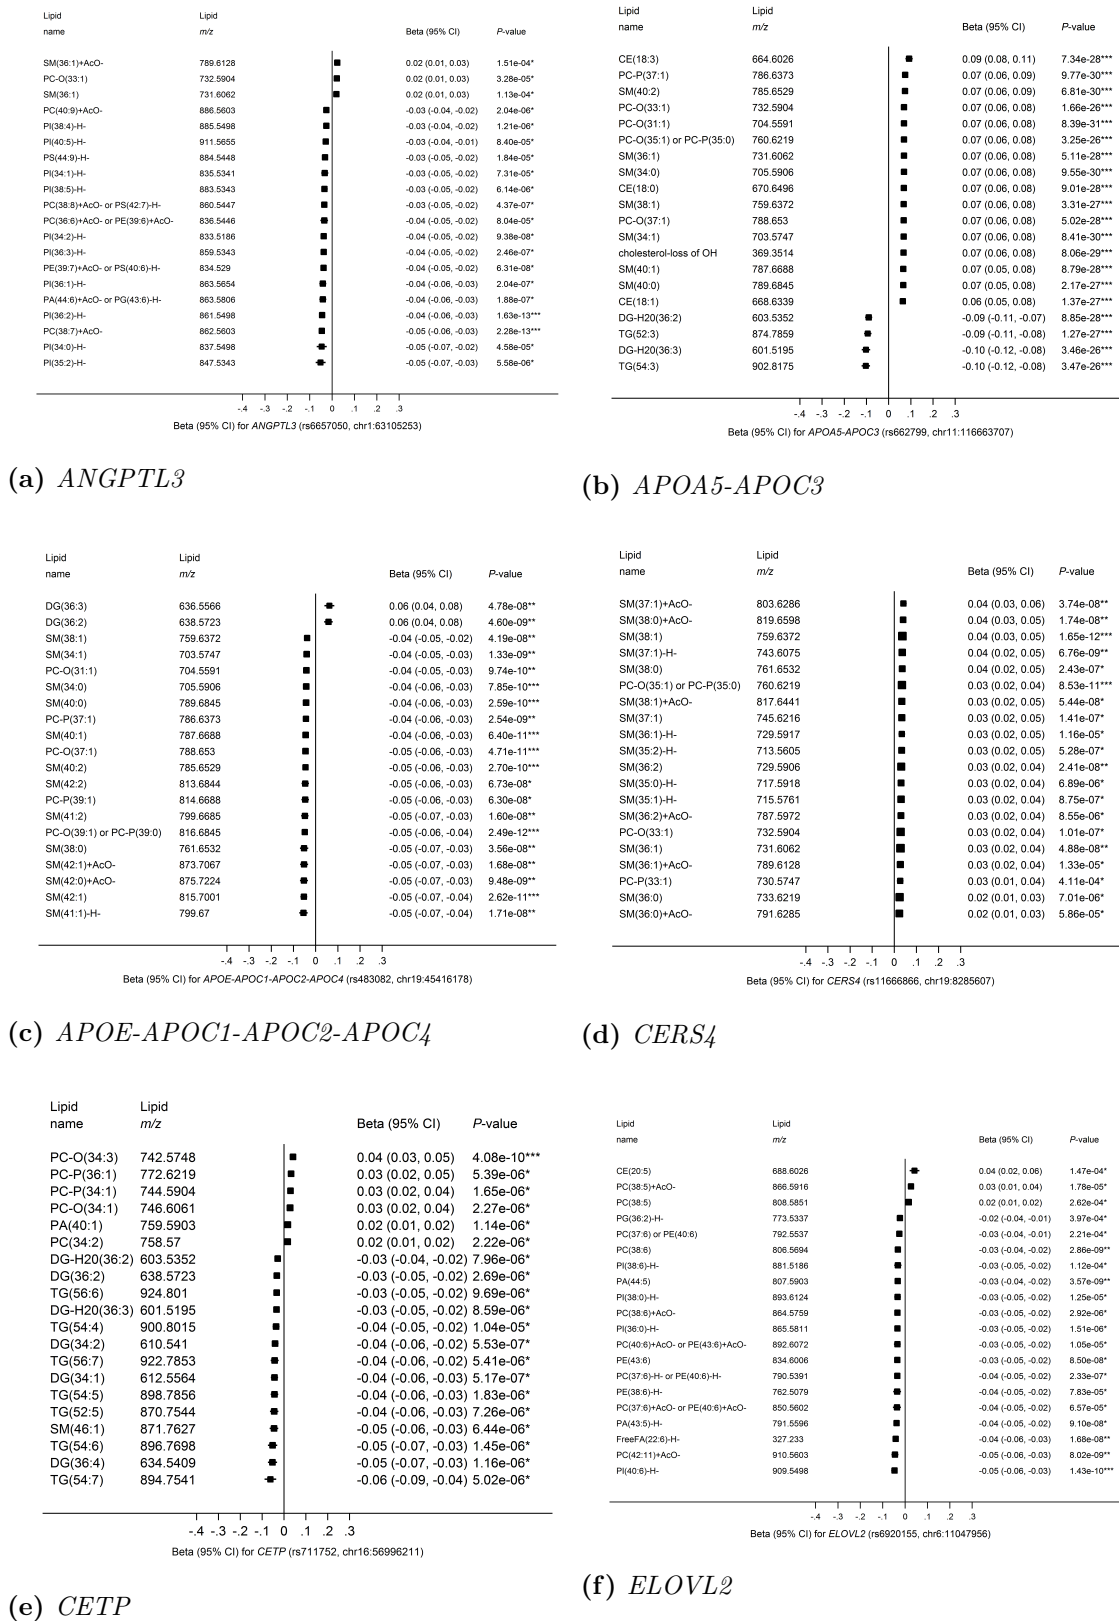 Lipid Lipid
name m/z Beta (95% CI) P-value
SM(36:1)+AcO- 789.6128 0.02 (0.01, 0.03) 1.51e-04*
PC-O(33:1) 732.5904 0.02 (0.01, 0.03) 3.28e-05*
SM(36:1) 731.6062 0.02 (0.01, 0.03) 1.13e-04*
PC(40:9)+AcO- 886.5603 -0.03 (-0.04, -0.02) 2.04e-06*
PI(38:4)-H- 885.5498 -0.03 (-0.04, -0.02) 1.21e-06*
PI(40:5)-H- 911.5655 -0.03 (-0.04, -0.01) 8.40e-05*
PS(44:9)-H- 884.5448 -0.03 (-0.05, -0.02) 1.84e-05*
PI(34:1)-H- 835.5341 -0.03 (-0.05, -0.02) 7.31e-05*
PI(38:5)-H- 883.5343 -0.03 (-0.05, -0.02) 6.14e-06*
PC(38:8)+AcO- or PS(42:7)-H- 860.5447 -0.03 (-0.05, -0.02) 4.37e-07*
PC(36:6)+AcO- or PE(39:6)+AcO- 836.5446 -0.04 (-0.05, -0.02) 8.04e-05*
PI(34:2)-H- 833.5186 -0.04 (-0.05, -0.02) 9.38e-08*
PI(36:3)-H- 859.5343 -0.04 (-0.05, -0.02) 2.46e-07*
PE(39:7)+AcO- or PS(40:6)-H- 834.529 -0.04 (-0.05, -0.02) 6.31e-08*
PI(36:1)-H- 863.5654 -0.04 (-0.06, -0.02) 2.04e-07*
PA(44:6)+AcO- or PG(43:6)-H- 863.5806 -0.04 (-0.06, -0.03) 1.88e-07*
PI(36:2)-H- 861.5498 -0.04 (-0.06, -0.03) 1.63e-13***
PC(38:7)+AcO- 862.5603 -0.05 (-0.06, -0.03) 2.28e-13***
PI(34:0)-H- 837.5498 -0.05 (-0.07, -0.02) 4.58e-05*
PI(35:2)-H- 847.5343 -0.05 (-0.07, -0.03) 5.58e-06*
-.4 -.3 -.2 -.1 0 .1 .2 .3
Beta (95% CI) for ANGPTL3 (rs6657050, chr1:63105253)
(a) ANGPTL3
Lipid Lipid
name m/z Beta (95% CI) P-value
CE(18:3) 664.6026 0.09 (0.08, 0.11) 7.34e-28***
PC-P(37:1) 786.6373 0.07 (0.06, 0.09) 9.77e-30***
SM(40:2) 785.6529 0.07 (0.06, 0.09) 6.81e-30***
PC-O(33:1) 732.5904 0.07 (0.06, 0.08) 1.66e-26***
PC-O(31:1) 704.5591 0.07 (0.06, 0.08) 8.39e-31***
PC-O(35:1) or PC-P(35:0) 760.6219 0.07 (0.06, 0.08) 3.25e-26***
SM(36:1) 731.6062 0.07 (0.06, 0.08) 5.11e-28***
SM(34:0) 705.5906 0.07 (0.06, 0.08) 9.55e-30***
CE(18:0) 670.6496 0.07 (0.06, 0.08) 9.01e-28***
SM(38:1) 759.6372 0.07 (0.06, 0.08) 3.31e-27***
PC-O(37:1) 788.653 0.07 (0.06, 0.08) 5.02e-28***
SM(34:1) 703.5747 0.07 (0.06, 0.08) 8.41e-30***
cholesterol-loss of OH 369.3514 0.07 (0.06, 0.08) 8.06e-29***
SM(40:1) 787.6688 0.07 (0.05, 0.08) 8.79e-28***
SM(40:0) 789.6845 0.07 (0.05, 0.08) 2.17e-27***
CE(18:1) 668.6339 0.06 (0.05, 0.08) 1.37e-27***
DG-H20(36:2) 603.5352 -0.09 (-0.11, -0.07) 8.85e-28***
TG(52:3) 874.7859 -0.09 (-0.11, -0.08) 1.27e-27***
DG-H20(36:3) 601.5195 -0.10 (-0.12, -0.08) 3.46e-26***
TG(54:3) 902.8175 -0.10 (-0.12, -0.08) 3.47e-26***
-.4 -.3 -.2 -.1 0 .1 .2 .3
Beta (95% CI) for APOA5-APOC3 (rs662799, chr11:116663707)
(b) APOA5-APOC3
Lipid Lipid
name m/z Beta (95% CI) P-value
DG(36:3) 636.5566 0.06 (0.04, 0.08) 4.78e-08**
DG(36:2) 638.5723 0.06 (0.04, 0.08) 4.60e-09**
SM(38:1) 759.6372 -0.04 (-0.05, -0.02) 4.19e-08**
SM(34:1) 703.5747 -0.04 (-0.06, -0.03) 1.33e-09**
PC-O(31:1) 704.5591 -0.04 (-0.06, -0.03) 9.74e-10**
SM(34:0) 705.5906 -0.04 (-0.06, -0.03) 7.85e-10***
SM(40:0) 789.6845 -0.04 (-0.06, -0.03) 2.59e-10***
PC-P(37:1) 786.6373 -0.04 (-0.06, -0.03) 2.54e-09**
SM(40:1) 787.6688 -0.04 (-0.06, -0.03) 6.40e-11***
PC-O(37:1) 788.653 -0.05 (-0.06, -0.03) 4.71e-11***
SM(40:2) 785.6529 -0.05 (-0.06, -0.03) 2.70e-10***
SM(42:2) 813.6844 -0.05 (-0.06, -0.03) 6.73e-08*
PC-P(39:1) 814.6688 -0.05 (-0.06, -0.03) 6.30e-08*
SM(41:2) 799.6685 -0.05 (-0.07, -0.03) 1.60e-08**
PC-O(39:1) or PC-P(39:0) 816.6845 -0.05 (-0.06, -0.04) 2.49e-12***
SM(38:0) 761.6532 -0.05 (-0.07, -0.03) 3.56e-08**
SM(42:1)+AcO- 873.7067 -0.05 (-0.07, -0.03) 1.68e-08**
SM(42:0)+AcO- 875.7224 -0.05 (-0.07, -0.03) 9.48e-09**
SM(42:1) 815.7001 -0.05 (-0.07, -0.04) 2.62e-11***
SM(41:1)-H- 799.67 -0.05 (-0.07, -0.04) 1.71e-08**
-.4 -.3 -.2 -.1 0 .1 .2 .3
Beta (95% CI) for APOE-APOC1-APOC2-APOC4 (rs483082, chr19:45416178)
(c) APOE-APOC1-APOC2-APOC4
Lipid Lipid
name m/z Beta (95% CI) P-value
SM(37:1)+AcO- 803.6286 0.04 (0.03, 0.06) 3.74e-08**
SM(38:0)+AcO- 819.6598 0.04 (0.03, 0.05) 1.74e-08**
SM(38:1) 759.6372 0.04 (0.03, 0.05) 1.65e-12***
SM(37:1)-H- 743.6075 0.04 (0.02, 0.05) 6.76e-09**
SM(38:0) 761.6532 0.04 (0.02, 0.05) 2.43e-07*
PC-O(35:1) or PC-P(35:0) 760.6219 0.03 (0.02, 0.04) 8.53e-11***
SM(38:1)+AcO- 817.6441 0.03 (0.02, 0.05) 5.44e-08*
SM(37:1) 745.6216 0.03 (0.02, 0.05) 1.41e-07*
SM(36:1)-H- 729.5917 0.03 (0.02, 0.05) 1.16e-05*
SM(35:2)-H- 713.5605 0.03 (0.02, 0.05) 5.28e-07*
SM(36:2) 729.5906 0.03 (0.02, 0.04) 2.41e-08**
SM(35:0)-H- 717.5918 0.03 (0.02, 0.04) 6.89e-06*
SM(35:1)-H- 715.5761 0.03 (0.02, 0.04) 8.75e-07*
SM(36:2)+AcO- 787.5972 0.03 (0.02, 0.04) 8.55e-06*
PC-O(33:1) 732.5904 0.03 (0.02, 0.04) 1.01e-07*
SM(36:1) 731.6062 0.03 (0.02, 0.04) 4.88e-08**
SM(36:1)+AcO- 789.6128 0.03 (0.02, 0.04) 1.33e-05*
PC-P(33:1) 730.5747 0.03 (0.01, 0.04) 4.11e-04*
SM(36:0) 733.6219 0.02 (0.01, 0.03) 7.01e-06*
SM(36:0)+AcO- 791.6285 0.02 (0.01, 0.03) 5.86e-05*
-.4 -.3 -.2 -.1 0 .1 .2 .3
Beta (95% CI) for CERS4 (rs11666866, chr19:8285607)
(d) CERS4
Lipid Lipid
name m/z Beta (95% CI) P-value
PC-O(34:3) 742.5748 0.04 (0.03, 0.05) 4.08e-10***
PC-P(36:1) 772.6219 0.03 (0.02, 0.05) 5.39e-06*
PC-P(34:1) 744.5904 0.03 (0.02, 0.04) 1.65e-06*
PC-O(34:1) 746.6061 0.03 (0.02, 0.04) 2.27e-06*
PA(40:1) 759.5903 0.02 (0.01, 0.02) 1.14e-06*
PC(34:2) 758.57 0.02 (0.01, 0.02) 2.22e-06*
DG-H20(36:2) 603.5352 -0.03 (-0.04, -0.02) 7.96e-06*
DG(36:2) 638.5723 -0.03 (-0.05, -0.02) 2.69e-06*
TG(56:6) 924.801 -0.03 (-0.05, -0.02) 9.69e-06*
DG-H20(36:3) 601.5195 -0.03 (-0.05, -0.02) 8.59e-06*
TG(54:4) 900.8015 -0.04 (-0.05, -0.02) 1.04e-05*
DG(34:2) 610.541 -0.04 (-0.05, -0.02) 5.53e-07*
TG(56:7) 922.7853 -0.04 (-0.06, -0.02) 5.41e-06*
DG(34:1) 612.5564 -0.04 (-0.06, -0.03) 5.17e-07*
TG(54:5) 898.7856 -0.04 (-0.06, -0.03) 1.83e-06*
TG(52:5) 870.7544 -0.04 (-0.06, -0.03) 7.26e-06*
SM(46:1) 871.7627 -0.05 (-0.06, -0.03) 6.44e-06*
TG(54:6) 896.7698 -0.05 (-0.07, -0.03) 1.45e-06*
DG(36:4) 634.5409 -0.05 (-0.07, -0.03) 1.16e-06*
TG(54:7) 894.7541 -0.06 (-0.09, -0.04) 5.02e-06*
-.4 -.3 -.2 -.1 0 .1 .2 .3
Beta (95% CI) for CETP (rs711752, chr16:56996211)
(e) CETP
Lipid Lipid
name m/z Beta (95% CI) P-value
CE(20:5) 688.6026 0.04 (0.02, 0.06) 1.47e-04*
PC(38:5)+AcO- 866.5916 0.03 (0.01, 0.04) 1.78e-05*
PC(38:5) 808.5851 0.02 (0.01, 0.02) 2.62e-04*
PG(36:2)-H- 773.5337 -0.02 (-0.04, -0.01) 3.97e-04*
PC(37:6) or PE(40:6) 792.5537 -0.03 (-0.04, -0.01) 2.21e-04*
PC(38:6) 806.5694 -0.03 (-0.04, -0.02) 2.86e-09**
PI(38:6)-H- 881.5186 -0.03 (-0.04, -0.02) 1.12e-04*
PA(44:5) 807.5903 -0.03 (-0.04, -0.02) 3.57e-09**
PI(38:0)-H- 893.6124 -0.03 (-0.04, -0.02) 1.25e-05*
PC(38:6)+AcO- 864.5759 -0.03 (-0.05, -0.02) 2.92e-06*
PI(36:0)-H- 865.5811 -0.03 (-0.05, -0.02) 1.51e-06*
PC(40:6)+AcO- or PE(43:6)+AcO- 892.6072 -0.03 (-0.05, -0.02) 1.05e-05*
PE(43:6) 834.6006 -0.03 (-0.05, -0.02) 8.50e-08*
PC(37:6)-H- or PE(40:6)-H- 790.5391 -0.03 (-0.05, -0.02) 2.33e-07*
PE(38:6)-H- 762.5079 -0.04 (-0.05, -0.02) 7.83e-05*
PC(37:6)+AcO- or PE(40:6)+AcO- 850.5602 -0.04 (-0.05, -0.02) 6.57e-05*
PA(43:5)-H- 791.5596 -0.04 (-0.05, -0.02) 9.10e-08*
FreeFA(22:6)-H- 327.233 -0.04 (-0.06, -0.03) 1.68e-08**
PC(42:11)+AcO- 910.5603 -0.05 (-0.06, -0.03) 8.02e-09**
PI(40:6)-H- 909.5498 -0.05 (-0.06, -0.03) 1.43e-10***
-.4 -.3 -.2 -.1 0 .1 .2 .3
Beta (95% CI) for ELOVL2 (rs6920155, chr6:11047956)
(f) ELOVL2